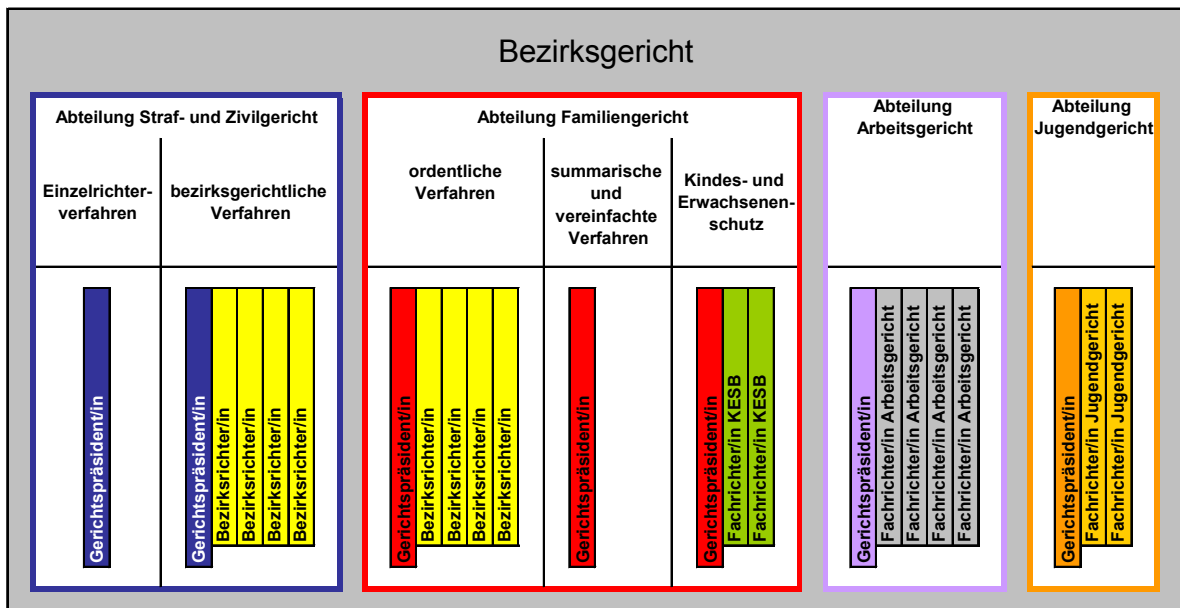 Bezirksgericht
Abteilung Straf- und Zivilgericht
Einzelrichter-
verfahren
bezirksgerichtliche
Verfahren
Gerichtspräsident/in
Gerichtspräsident/in
Bezirksrichter/in
Bezirksrichter/in
Bezirksrichter/in
Bezirksrichter/in
Abteilung Familiengericht
ordentliche
Verfahren
summarische
und
vereinfachte
Verfahren
Kindes- und
Erwachsenen-
schutz
Gerichtspräsident/in
Bezirksrichter/in
Bezirksrichter/in
Bezirksrichter/in
Bezirksrichter/in
Gerichtspräsident/in
Fachrichter/in KESB
Fachrichter/in KESB
Abteilung
Arbeitsgericht
Gerichtspräsident/in
Fachrichter/in Arbeitsgericht
Fachrichter/in Arbeitsgericht
Fachrichter/in Arbeitsgericht
Fachrichter/in Arbeitsgericht
Abteilung
Jugendgericht
Gerichtspräsident/in
Fachrichter/in Jugendgericht
Fachrichter/in Jugendgericht